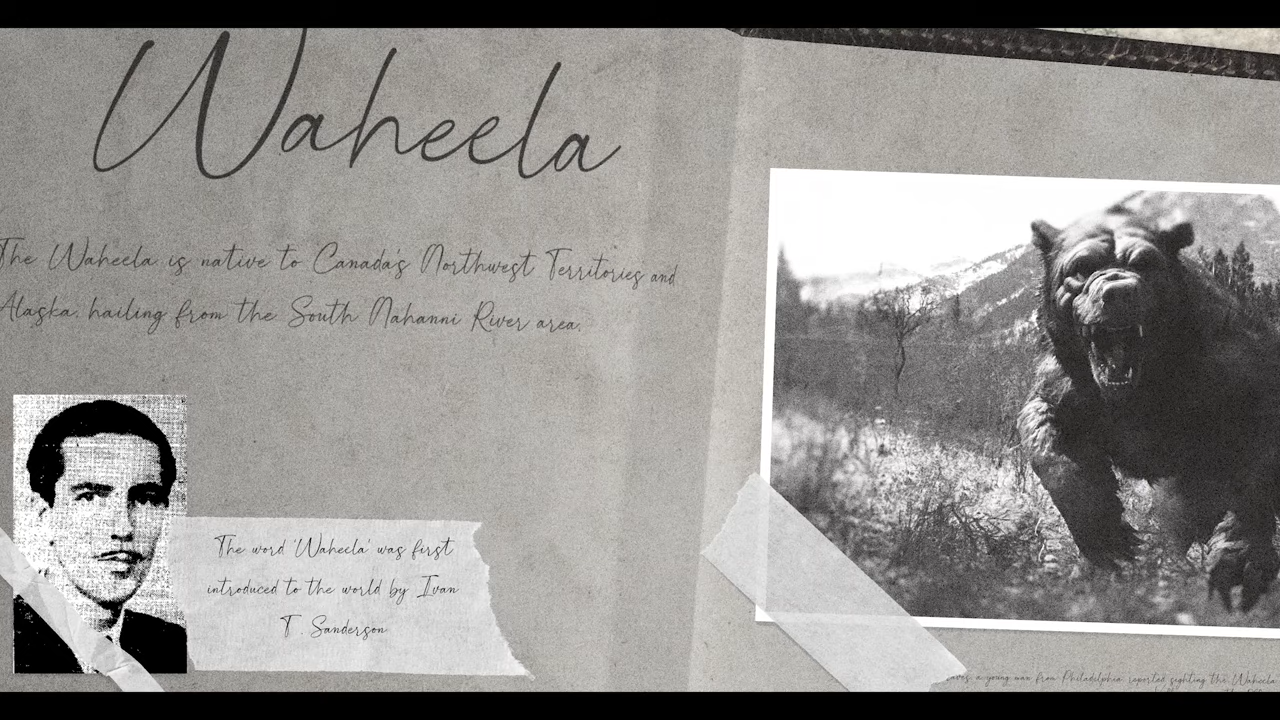 Waheela
The Waheela is native to Canada's Northwest Territories and
Alaska, hailing from the South Nahanni River area.
The word 'Waheela' was first
introduced to the world by Ivan
T. Sanderson
a young man from Philadelphia reported sighting the Waheela